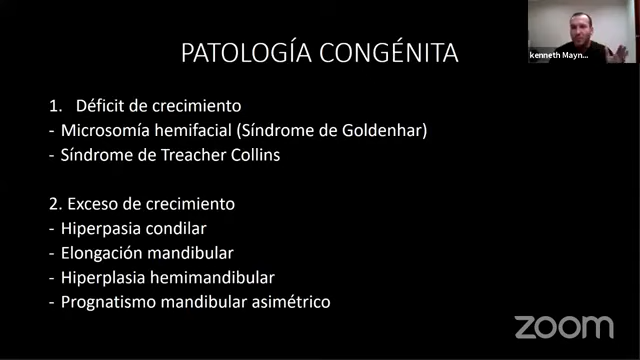 kenneth Mayn...
PATOLOGÍA CONGÉNITA
1. Déficit de crecimiento
- Microsomía hemifacial (Síndrome de Goldenhar)
- Síndrome de Treacher Collins
2. Exceso de crecimiento
- Hiperpasia condilar
- Elongación mandibular
- Hiperplasia hemimandibular
- Prognatismo mandibular asimétrico
zoom